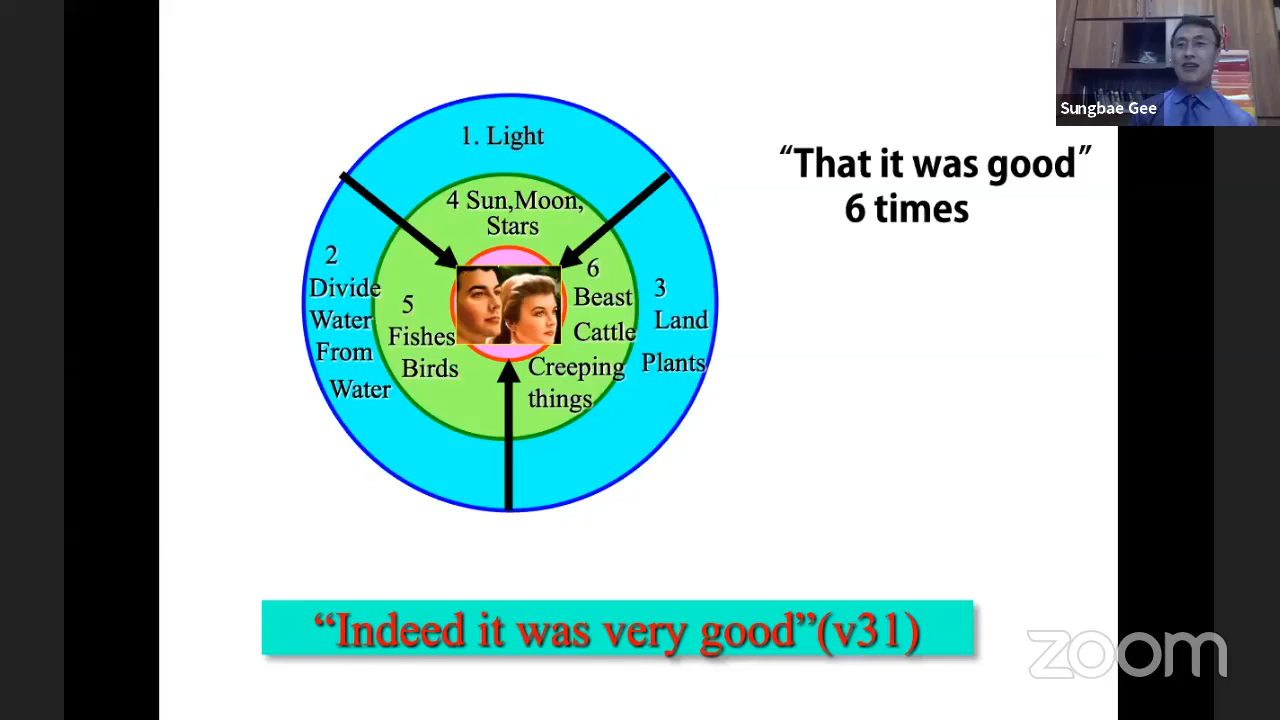 Sungbae Gee
1. Light
4 Sun,Moon,
Stars
2
Divide
Water
From
Water
5
Fishes
Birds
6
Beast
Cattle
Creeping
things
3
Land
Plants
“That it was good”
6 times
“Indeed it was very good”(v31)
zoom